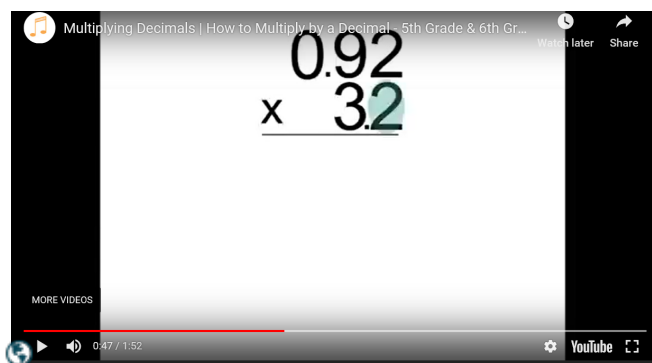 Multiplying Decimals | How to Multiply by a Decimal - 5th Grade & 6th Gr...
Watch later
Share
0.92
x 3.2
MORE VIDEOS
0:47 / 1:52
YouTube